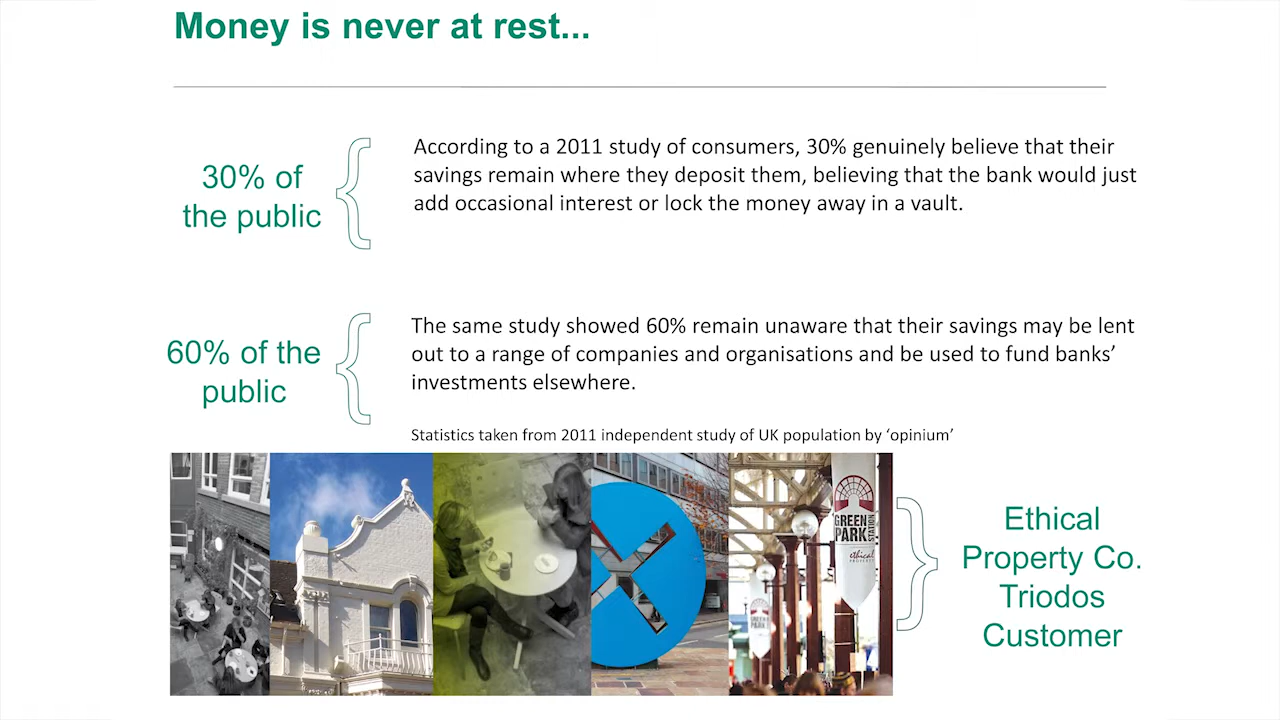 Money is never at rest...
30% of
the public
According to a 2011 study of consumers, 30% genuinely believe that their
savings remain where they deposit them, believing that the bank would just
add occasional interest or lock the money away in a vault.
60% of the
public
The same study showed 60% remain unaware that their savings may be lent
out to a range of companies and organisations and be used to fund banks’
investments elsewhere.
Statistics taken from 2011 independent study of UK population by ‘opinium’
GREEN
PARK
STATION
ethical
PROPERTY
GREEN
PARK
Ethical
Property Co.
Triodos
Customer